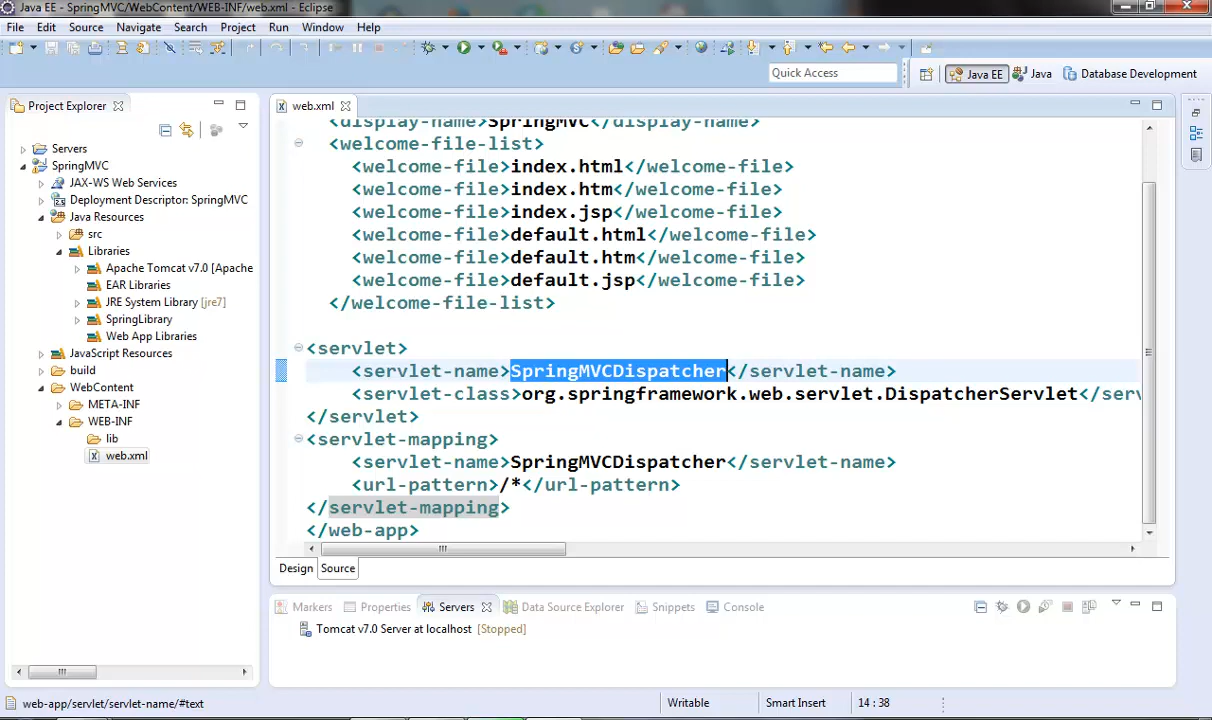 Java EE - SpringMVC/WebContent/WEB-INF/web.xml - Eclipse
File Edit Source Navigate Search Project Run Window Help
Quick Access
Java EE Java Database Development
Project Explorer
Servers
SpringMVC
JAX-WS Web Services
Deployment Descriptor: SpringMVC
Java Resources
src
Libraries
Apache Tomcat v7.0 [Apache
EAR Libraries
JRE System Library [jre7]
SpringLibrary
Web App Libraries
JavaScript Resources
build
WebContent
META-INF
WEB-INF
lib
web.xml
web.xml
<display-name>SpringMVC</display-name>
<welcome-file-list>
<welcome-file>index.html</welcome-file>
<welcome-file>index.htm</welcome-file>
<welcome-file>index.jsp</welcome-file>
<welcome-file>default.html</welcome-file>
<welcome-file>default.htm</welcome-file>
<welcome-file>default.jsp</welcome-file>
</welcome-file-list>
<servlet>
<servlet-name>SpringMVCDispatcher</servlet-name>
<servlet-class>org.springframework.web.servlet.DispatcherServlet</serv
</servlet>
<servlet-mapping>
<servlet-name>SpringMVCDispatcher</servlet-name>
<url-pattern>/*</url-pattern>
</servlet-mapping>
</web-app>
Design Source
Markers Properties Servers Data Source Explorer Snippets Console
Tomcat v7.0 Server at localhost [Stopped]
web-app/servlet/servlet-name/#text Writable Smart Insert 14 : 38